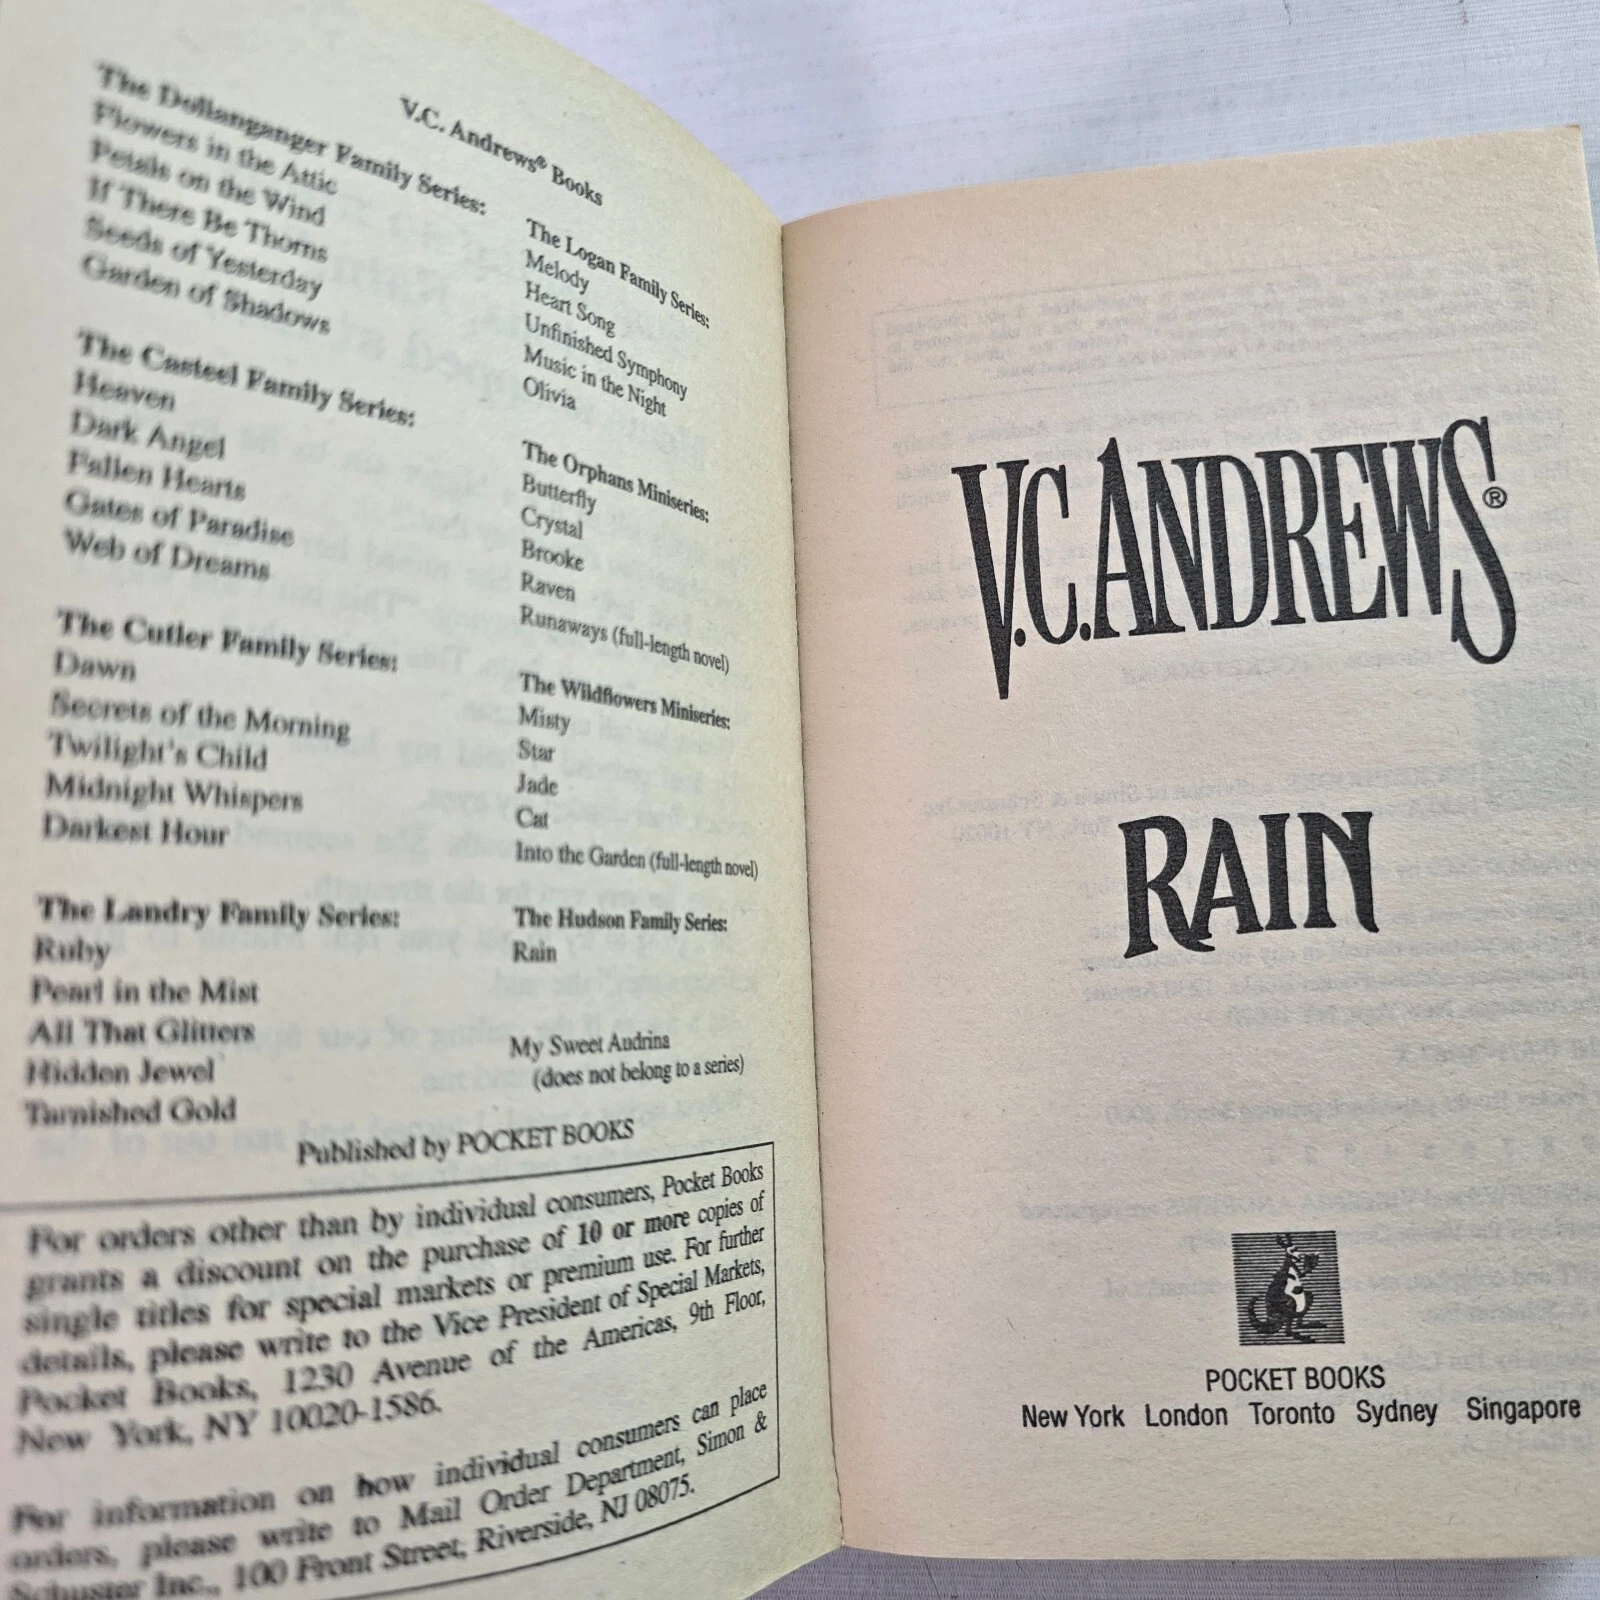 V.C. Andrews® Books
The Dollanganger Family Series:
Flowers in the Attic
Petals on the Wind
If There Be Thorns
Seeds of Yesterday
Garden of Shadows
The Casteel Family Series:
Heaven
Dark Angel
Fallen Hearts
Gates of Paradise
Web of Dreams
The Cutler Family Series:
Dawn
Secrets of the Morning
Twilight's Child
Midnight Whispers
Darkest Hour
The Landry Family Series:
Ruby
Pearl in the Mist
All That Glitters
Hidden Jewel
Tarnished Gold
The Logan Family Series:
Melody
Heart Song
Unfinished Symphony
Music in the Night
Olivia
The Orphans Miniseries:
Butterfly
Crystal
Brooke
Raven
Runaways (full-length novel)
The Wildflowers Miniseries:
Misty
Star
Jade
Cat
Into the Garden (full-length novel)
The Hudson Family Series:
Rain
My Sweet Audrina
(does not belong to a series)
Published by POCKET BOOKS
For orders other than by individual consumers, Pocket Books
grants a discount on the purchase of 10 or more copies of
single titles for special markets or premium use. For further
details, please write to the Vice President of Special Markets,
Pocket Books, 1230 Avenue of the Americas, 9th Floor,
New York, NY 10020-1586.
For information on how individual consumers can place
orders, please write to Mail Order Department, Simon &
Schuster Inc., 100 Front Street, Riverside, NJ 08075.
V.C. ANDREWS®
RAIN
POCKET BOOKS
New York London Toronto Sydney Singapore